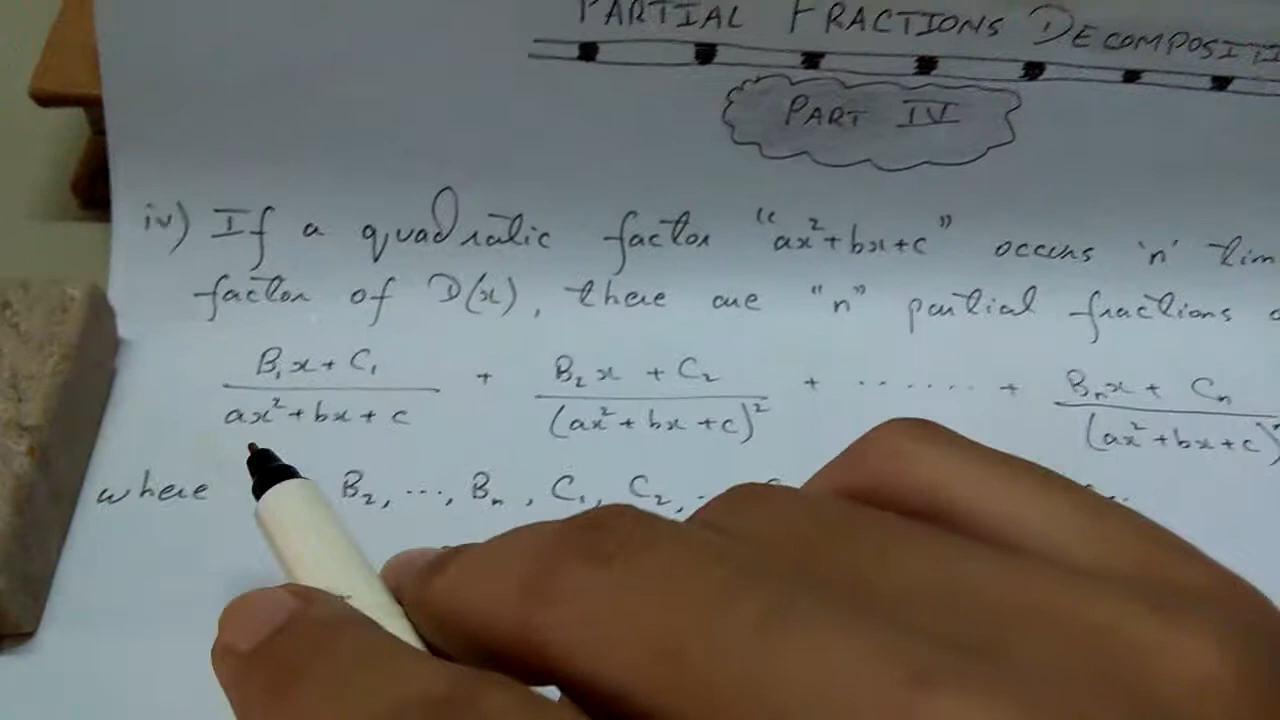 PARTIAL FRACTIONS DECOMPOSITI
PART IV
iv) If a quadratic factor "ax²+bx+c" occurs 'n' tim
factor of D(x), there are "n" partial fractions
B₁x + C₁ / ax²+bx+c + B₂x + C₂ / (ax²+bx+c)² + ....... + Bₙx + Cₙ / (ax²+bx+c)
where B₂, ..., Bₙ, C₁, C₂,